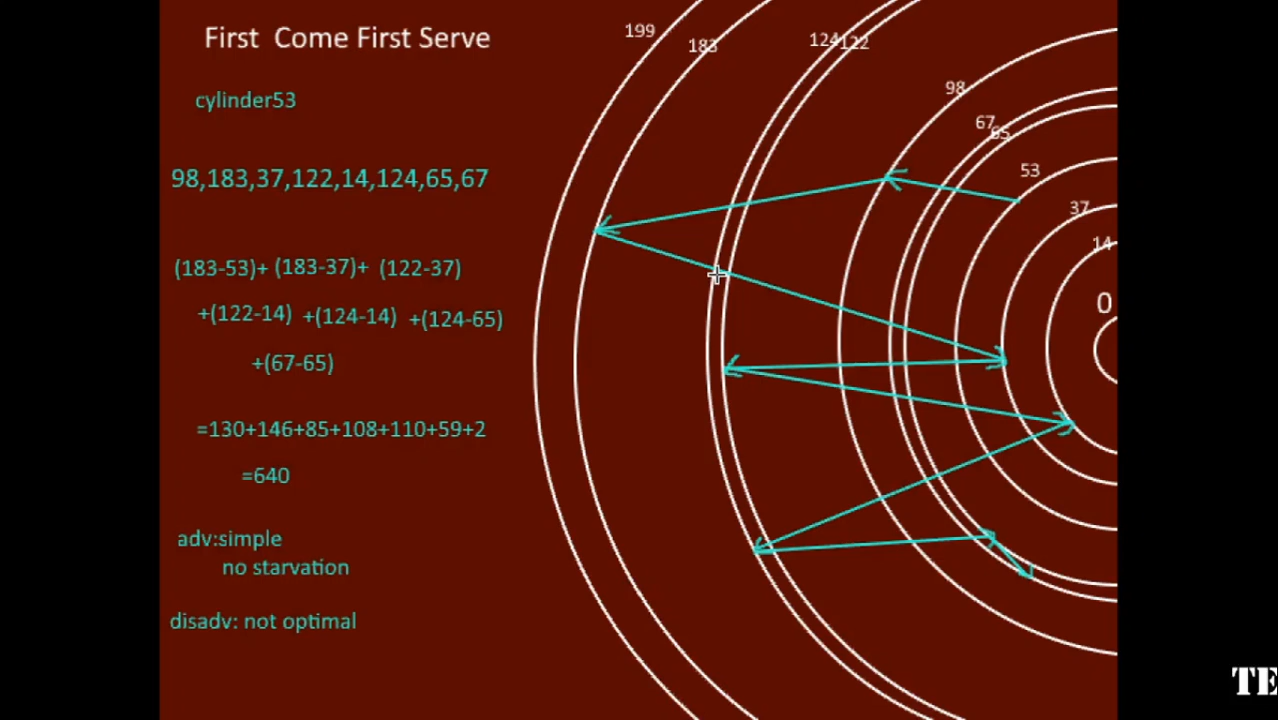 First Come First Serve
cylinder53
98,183,37,122,14,124,65,67
(183-53)+ (183-37)+ (122-37)
+(122-14) +(124-14) +(124-65)
+(67-65)
=130+146+85+108+110+59+2
=640
adv:simple
no starvation
disadv: not optimal
199
183
124
122
98
67
65
53
37
14
0
TE